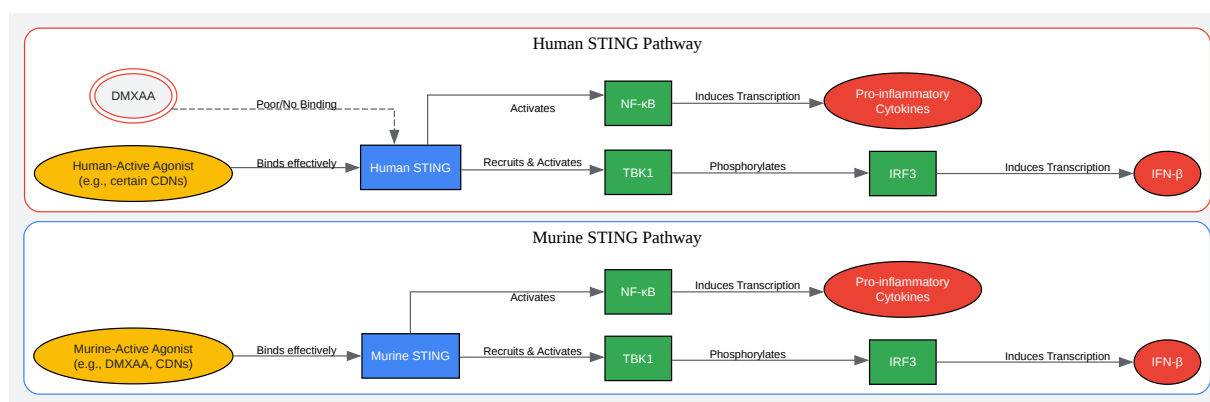 Human STING Pathway
DMXAA
Poor/No Binding
Activates
NF-κB
Induces Transcription
Pro-inflammatory
Cytokines
Human-Active Agonist
(e.g., certain CDNs)
Binds effectively
Human STING
Recruits & Activates
TBK1
Phosphorylates
IRF3
Induces Transcription
IFN-β
Murine STING Pathway
Activates
NF-κB
Induces Transcription
Pro-inflammatory
Cytokines
Murine-Active Agonist
(e.g., DMXAA, CDNs)
Binds effectively
Murine STING
Recruits & Activates
TBK1
Phosphorylates
IRF3
Induces Transcription
IFN-β